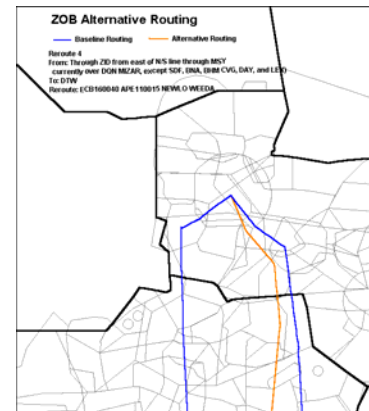 ZOB Alternative Routing
Baseline Routing Alternative Routing
Reroute 4
From: Through ZID from east of N/S line through MSY
currently over DQN MIZAR, except SDF, BNA, BHM CVG, DAY, and LEX)
To: DTW
Reroute: ECB160040 APE110015 NEWLO WEEDA